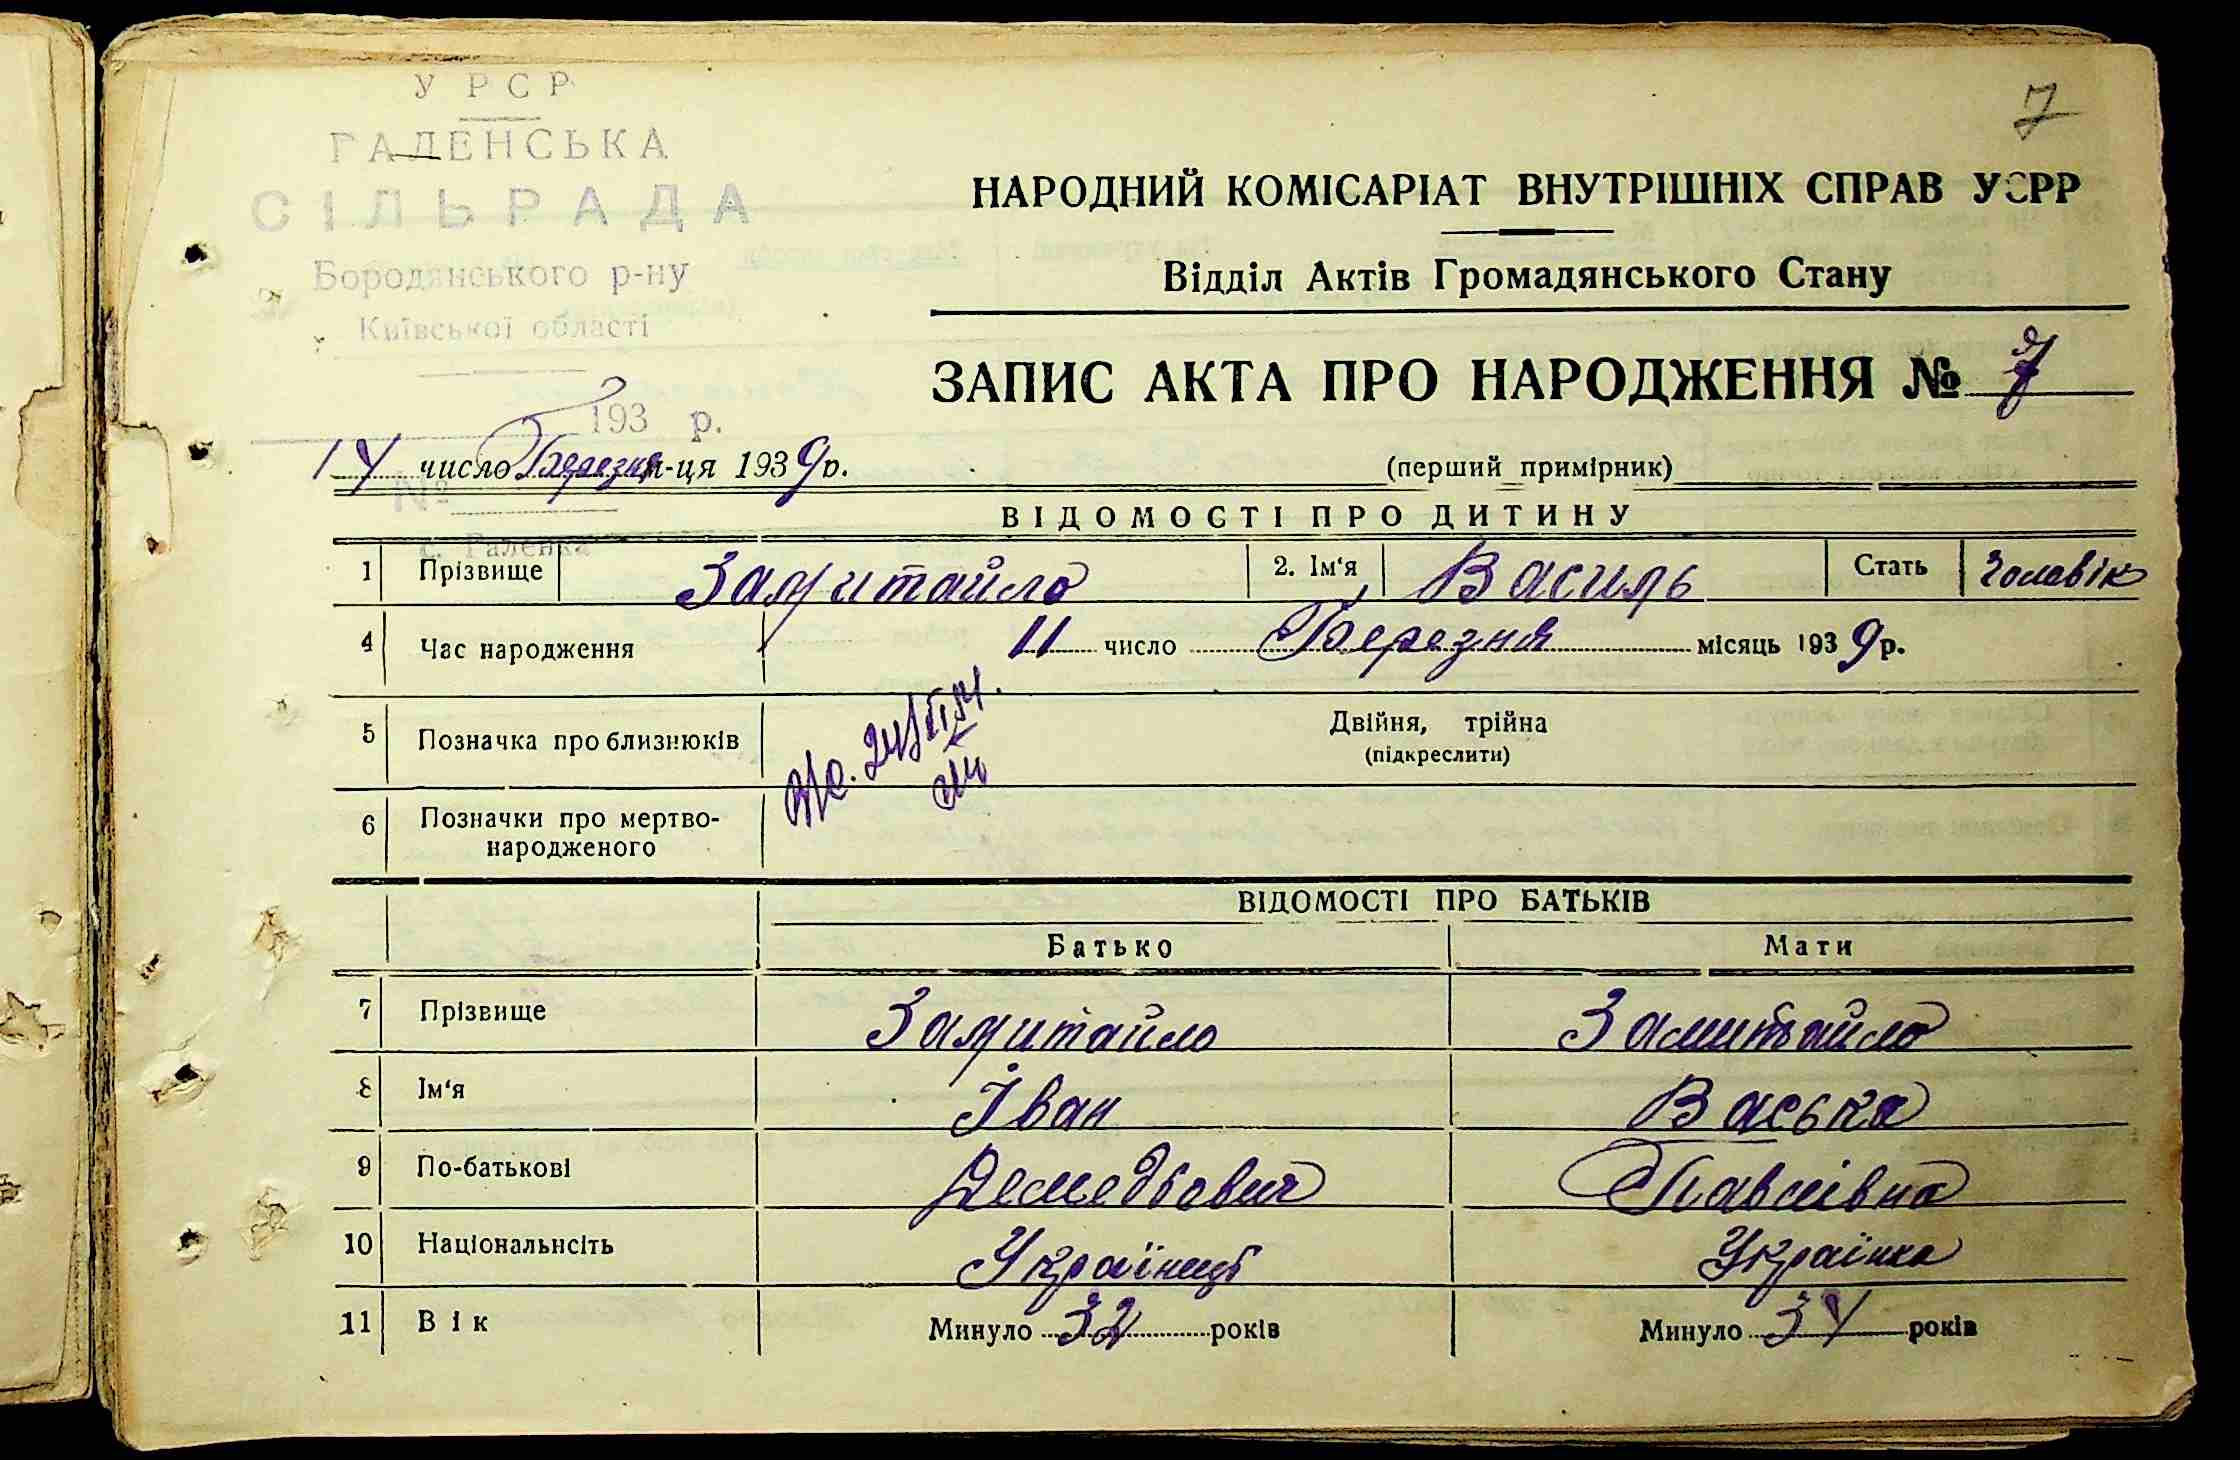 7
У Р С Р
ГАЛЕНСЬКА
СІЛЬРАДА
Бородянського р-ну
Київської області
193 р.
№
с. Галенка
НАРОДНИЙ КОМІСАРІАТ ВНУТРІШНІХ СПРАВ УСРР
Відділ Актів Громадянського Стану
ЗАПИС АКТА ПРО НАРОДЖЕННЯ № 7
14 число Березня м-ця 1939 р.
(перший примірник)
ВІДОМОСТІ ПРО ДИТИНУ
1 Прізвище Замитайло 2. Ім'я Василь Стать Чоловік
4 Час народження 11 число Березня місяць 1939 р.
5 Позначка про близнюків Двійня, трійна
(підкреслити)
6 Позначки про мертво-
народженого
ВІДОМОСТІ ПРО БАТЬКІВ
Батько Мати
7 Прізвище Замитайло Замитайло
8 Ім'я Іван Васька
9 По-батькові Демедович Павлівна
10 Національнсіть Українець Українка
11 Вік Минуло 32 років Минуло 34 років